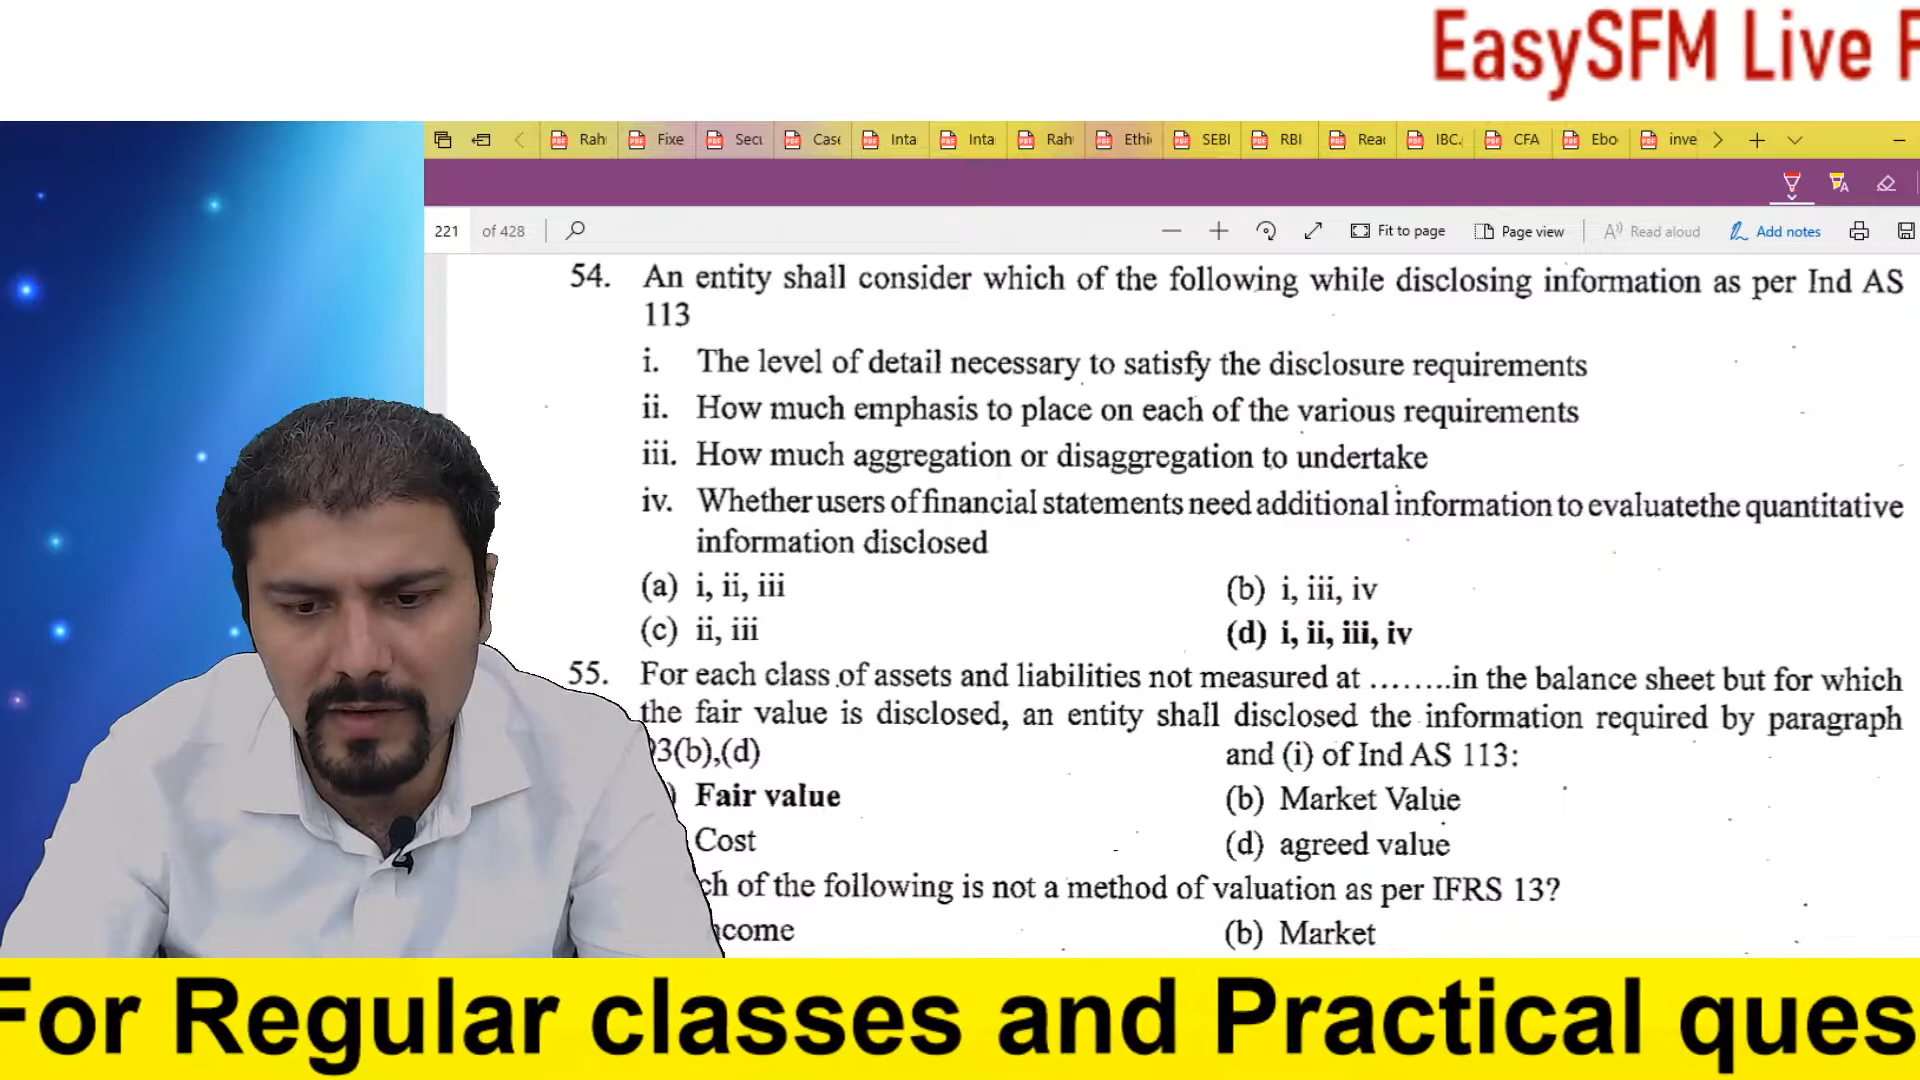 EasySFM Live
Rah Fixe Secu Case Inta Inta Rah Ethi SEBI RBI Read IBC, CFA Ebo inve
221 of 428 Fit to page Page view Read aloud Add notes
54. An entity shall consider which of the following while disclosing information as per Ind AS
113
i. The level of detail necessary to satisfy the disclosure requirements
ii. How much emphasis to place on each of the various requirements
iii. How much aggregation or disaggregation to undertake
iv. Whether users of financial statements need additional information to evaluatethe quantitative
information disclosed
(a) i, ii, iii (b) i, iii, iv
(c) ii, iii (d) i, ii, iii, iv
55. For each class of assets and liabilities not measured at ........in the balance sheet but for which
the fair value is disclosed, an entity shall disclosed the information required by paragraph
93(b),(d) and (i) of Ind AS 113:
Fair value (b) Market Value
Cost (d) agreed value
ch of the following is not a method of valuation as per IFRS 13?
ncome (b) Market
For Regular classes and Practical ques